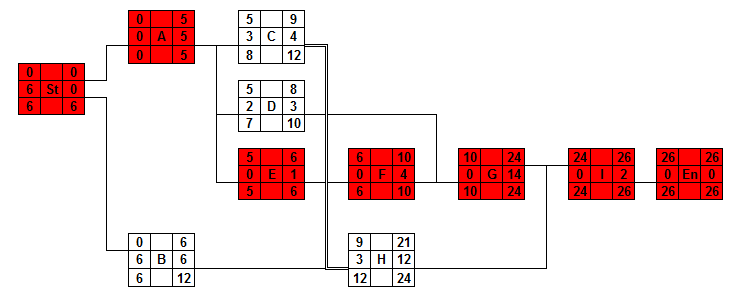 0 5
0 A 5
0 5
5 9
3 C 4
8 12
0 0
6 St 0
6 6
5 8
2 D 3
7 10
5 6
0 E 1
5 6
6 10
0 F 4
6 10
10 24
0 G 14
10 24
24 26
0 I 2
24 26
26 26
0 En 0
26 26
0 6
6 B 6
6 12
9 21
3 H 12
12 24